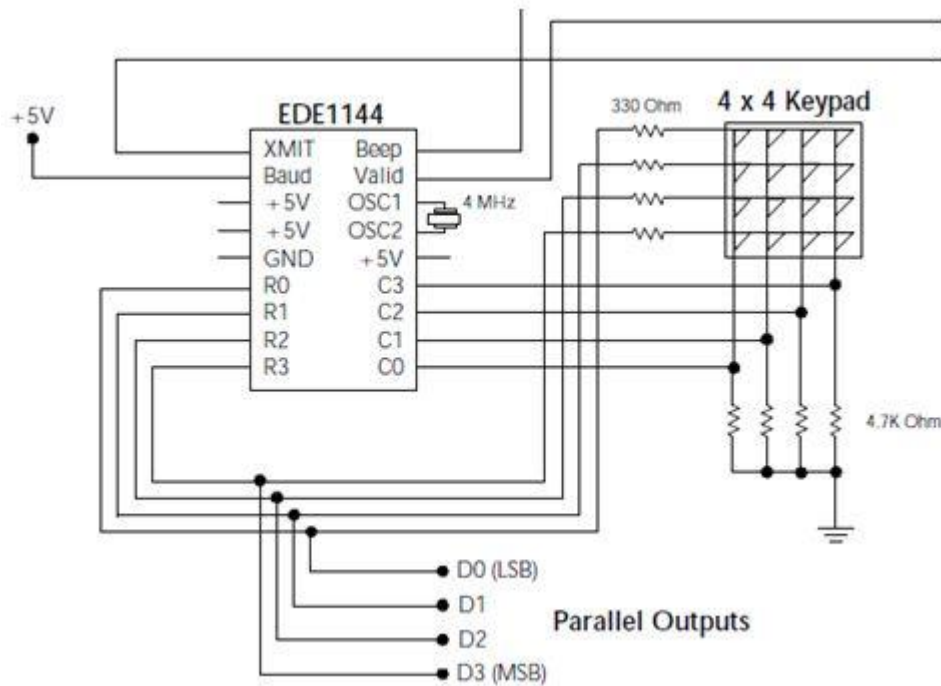 EDE1144
+5V
XMIT Beep
Baud Valid
+5V OSC1
+5V OSC2
GND +5V
R0 C3
R1 C2
R2 C1
R3 C0
4 MHz
330 Ohm
4 x 4 Keypad
4.7K Ohm
D0 (LSB)
D1
D2
D3 (MSB)
Parallel Outputs